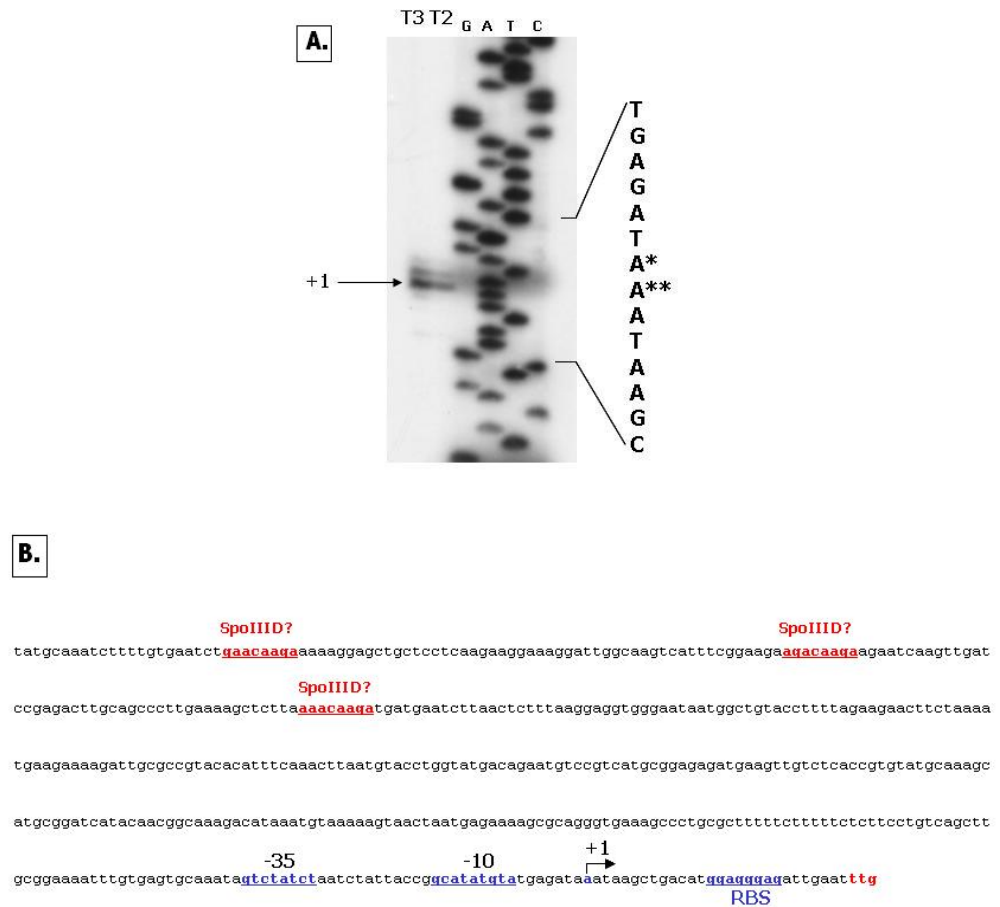 A.
T3 T2 G A T C
T
G
A
G
A
T
A*
+1
A**
A
T
A
A
G
C
B.
SpoIIID? SpoIIID?
tatgcaaatcttttgtgaatctgaacaagaaaaaggagctgctcctcaagaaggaaaggattggcaagtcatttcggaagaagacaagaagaatcaagttgat
SpoIIID?
ccgagacttgcagcccttgaaaagctcttaaaacaagatgatgaatcttaactctttaaggaggtgggaataatggctgtaccttttagaagaacttctaaaa
tgaagaaaagattgcgccgtacacatttcaaacttaatgtacctggtatgacagaatgtccgtcatgcggagagatgaagttgtctcaccgtgtatgcaaagc
atgcggatcatacaacggcaaagacataaatgtaaaaagtaactaatgagaaaagcgcagggtgaaagccctgcgctttttctttttctcttcctgtcagctt
-35 -10 +1
gcggaaaatttgtgagtgcaaatagtctatctaatctattaccggcatatgtatgagataaataagctgacatggagggagattgaatttg
RBS